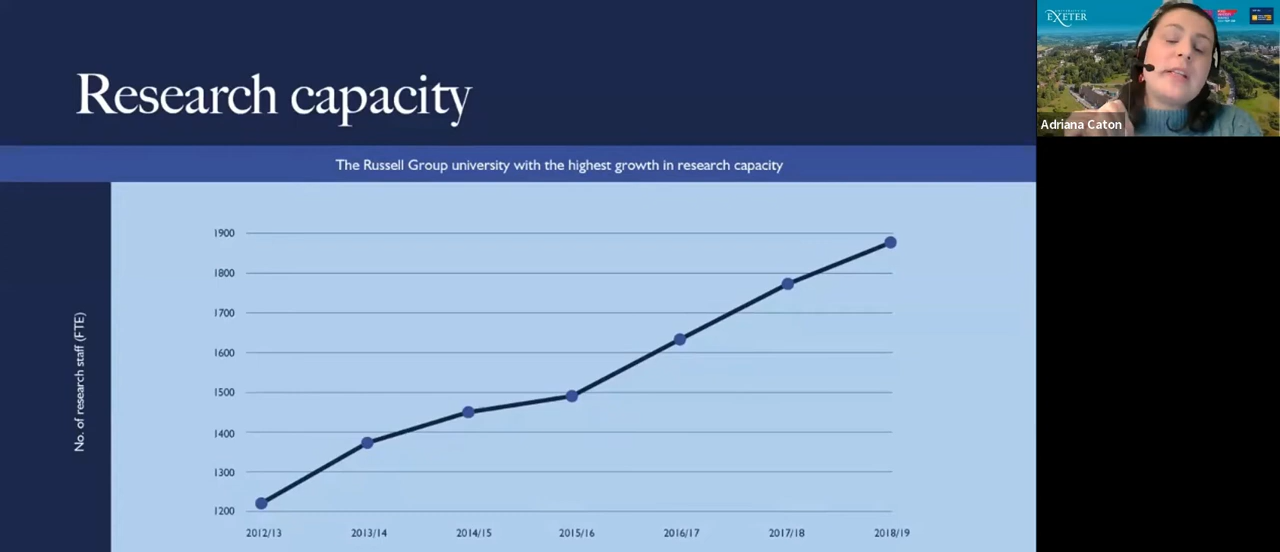 Research capacity
The Russell Group university with the highest growth in research capacity
No. of research staff (FTE)
1900
1800
1700
1600
1500
1400
1300
1200
2012/13 2013/14 2014/15 2015/16 2016/17 2017/18 2018/19
UNIVERSITY OF
EXETER
Adriana Caton